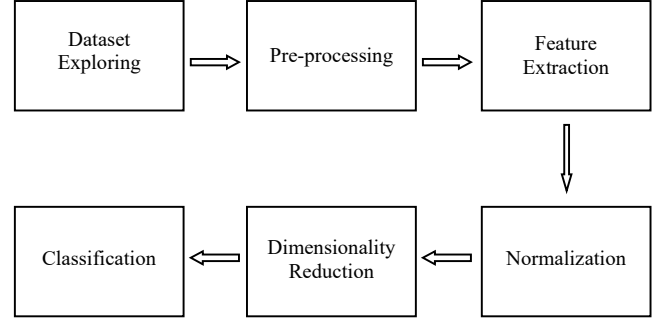 Dataset
Exploring
Pre-processing
Feature
Extraction
Classification
Dimensionality
Reduction
Normalization